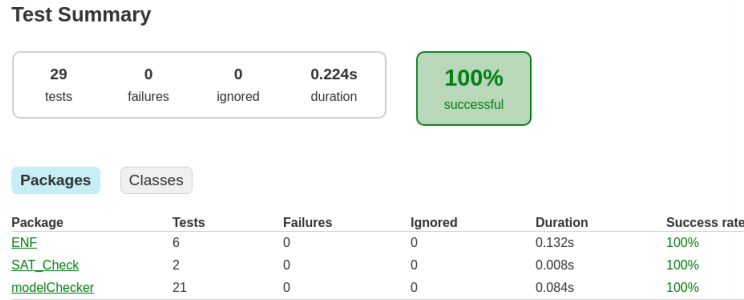 Test Summary
29 0 0 0.224s
tests failures ignored duration
100%
successful
Packages Classes
Package Tests Failures Ignored Duration Success rate
ENF 6 0 0 0.132s 100%
SAT_Check 2 0 0 0.008s 100%
modelChecker 21 0 0 0.084s 100%